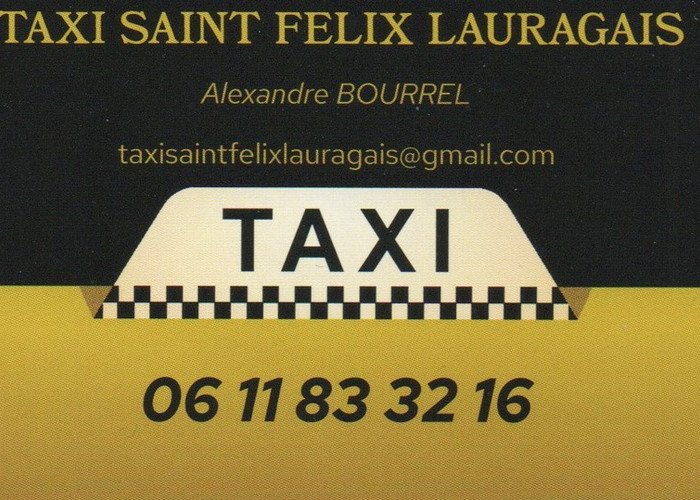 TAXI SAINT FELIX LAURAGAIS
Alexandre BOURREL
taxisaintfelixlauragais@gmail.com
TAXI
06 11 83 32 16